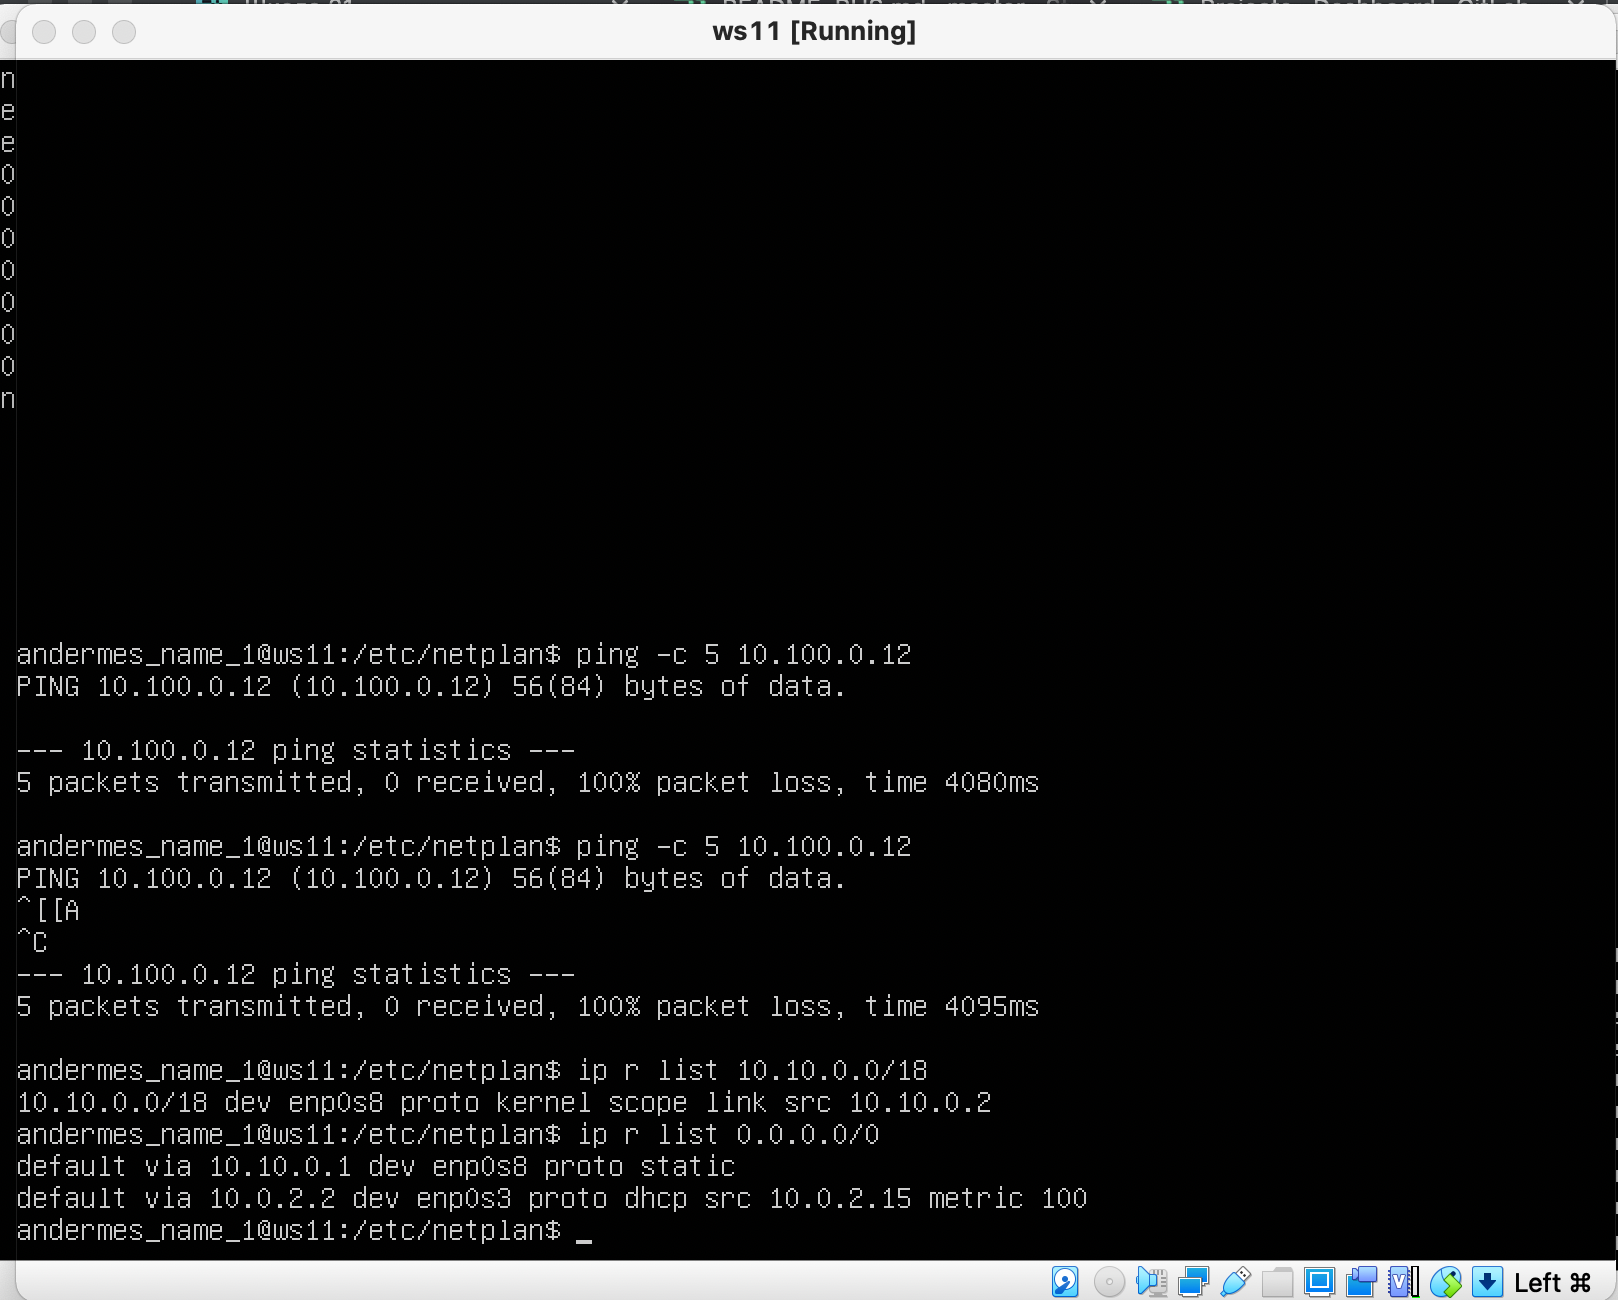 ws11 [Running]
n
e
e
0
0
0
0
0
0
0
n
andermes_name_1@ws11:/etc/netplan$ ping -c 5 10.100.0.12
PING 10.100.0.12 (10.100.0.12) 56(84) bytes of data.
--- 10.100.0.12 ping statistics ---
5 packets transmitted, 0 received, 100% packet loss, time 4080ms
andermes_name_1@ws11:/etc/netplan$ ping -c 5 10.100.0.12
PING 10.100.0.12 (10.100.0.12) 56(84) bytes of data.
^[[A
^C
--- 10.100.0.12 ping statistics ---
5 packets transmitted, 0 received, 100% packet loss, time 4095ms
andermes_name_1@ws11:/etc/netplan$ ip r list 10.10.0.0/18
10.10.0.0/18 dev enp0s8 proto kernel scope link src 10.10.0.2
andermes_name_1@ws11:/etc/netplan$ ip r list 0.0.0.0/0
default via 10.10.0.1 dev enp0s8 proto static
default via 10.0.2.2 dev enp0s3 proto dhcp src 10.0.2.15 metric 100
andermes_name_1@ws11:/etc/netplan$ _
Left ⌘